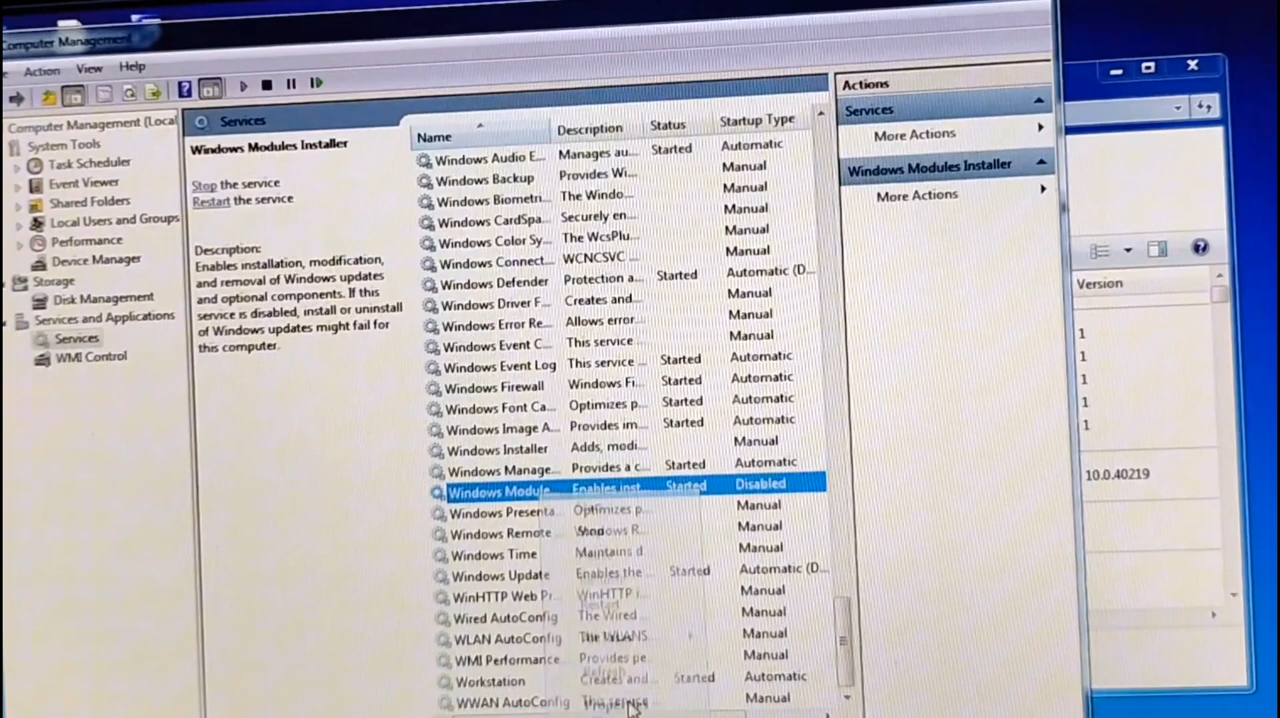 Computer Management
Action View Help
Computer Management (Local
System Tools
Task Scheduler
Event Viewer
Shared Folders
Local Users and Groups
Performance
Device Manager
Storage
Disk Management
Services and Applications
Services
WMI Control
Services
Windows Modules Installer
Stop the service
Restart the service
Description:
Enables installation, modification,
and removal of Windows updates
and optional components. If this
service is disabled, install or uninstall
of Windows updates might fail for
this computer.
Name Description Status Startup Type
Windows Audio E... Manages au... Started Automatic
Windows Backup Provides Wi... Manual
Windows Biometri... The Windo... Manual
Windows CardSpa... Securely en... Manual
Windows Color Sy... The WcsPlu... Manual
Windows Connect... WCNCSVC ... Manual
Windows Defender Protection a... Started Automatic (D...
Windows Driver F... Creates and... Manual
Windows Error Re... Allows error... Manual
Windows Event C... This service ... Manual
Windows Event Log This service ... Started Automatic
Windows Firewall Windows Fi... Started Automatic
Windows Font Ca... Optimizes p... Started Automatic
Windows Image A... Provides im... Started Automatic
Windows Installer Adds, modi... Manual
Windows Manage... Provides a c... Started Automatic
Windows Module... Enables inst... Started Disabled
Windows Presenta... Optimizes p... Manual
Windows Remote ... Windows R... Manual
Windows Time Maintains d... Manual
Windows Update Enables the ... Started Automatic (D...
WinHTTP Web Pr... WinHTTP i... Manual
Restart
Wired AutoConfig The Wired ... Manual
WLAN AutoConfig The WLANS... Manual
WMI Performance... Provides pe... Manual
Refresh
Workstation Creates and... Started Automatic
WWAN AutoConfig This service ... Manual
Properties
Actions
Services
More Actions
Windows Modules Installer
More Actions
Version
1
1
1
1
1
10.0.40219